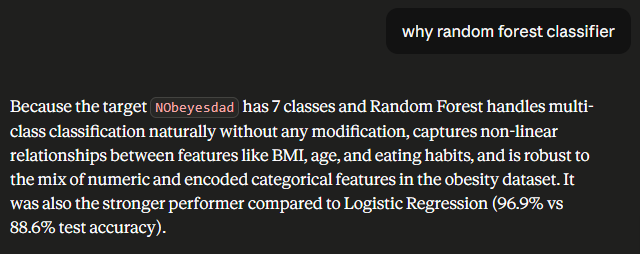 why random forest classifier
Because the target NObeyesdad has 7 classes and Random Forest handles multi-
class classification naturally without any modification, captures non-linear
relationships between features like BMI, age, and eating habits, and is robust to
the mix of numeric and encoded categorical features in the obesity dataset. It
was also the stronger performer compared to Logistic Regression (96.9% vs
88.6% test accuracy).